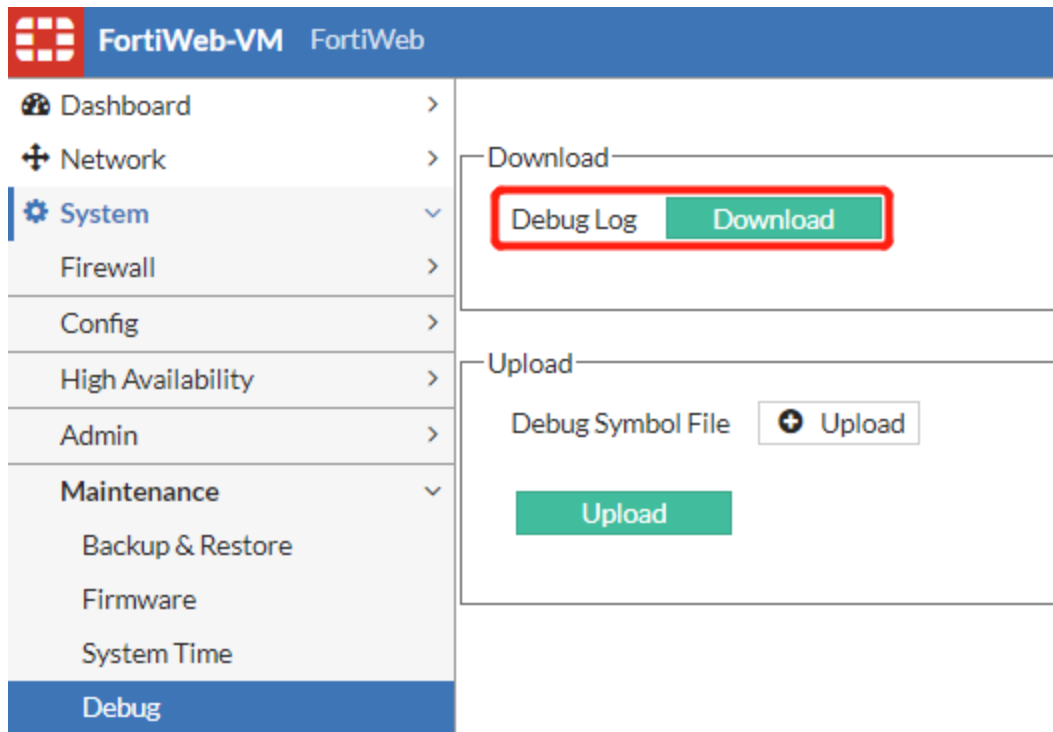 FortiWeb-VM FortiWeb
Dashboard
Network
System
Firewall
Config
High Availability
Admin
Maintenance
Backup & Restore
Firmware
System Time
Debug
Download
Debug Log Download
Upload
Debug Symbol File Upload
Upload